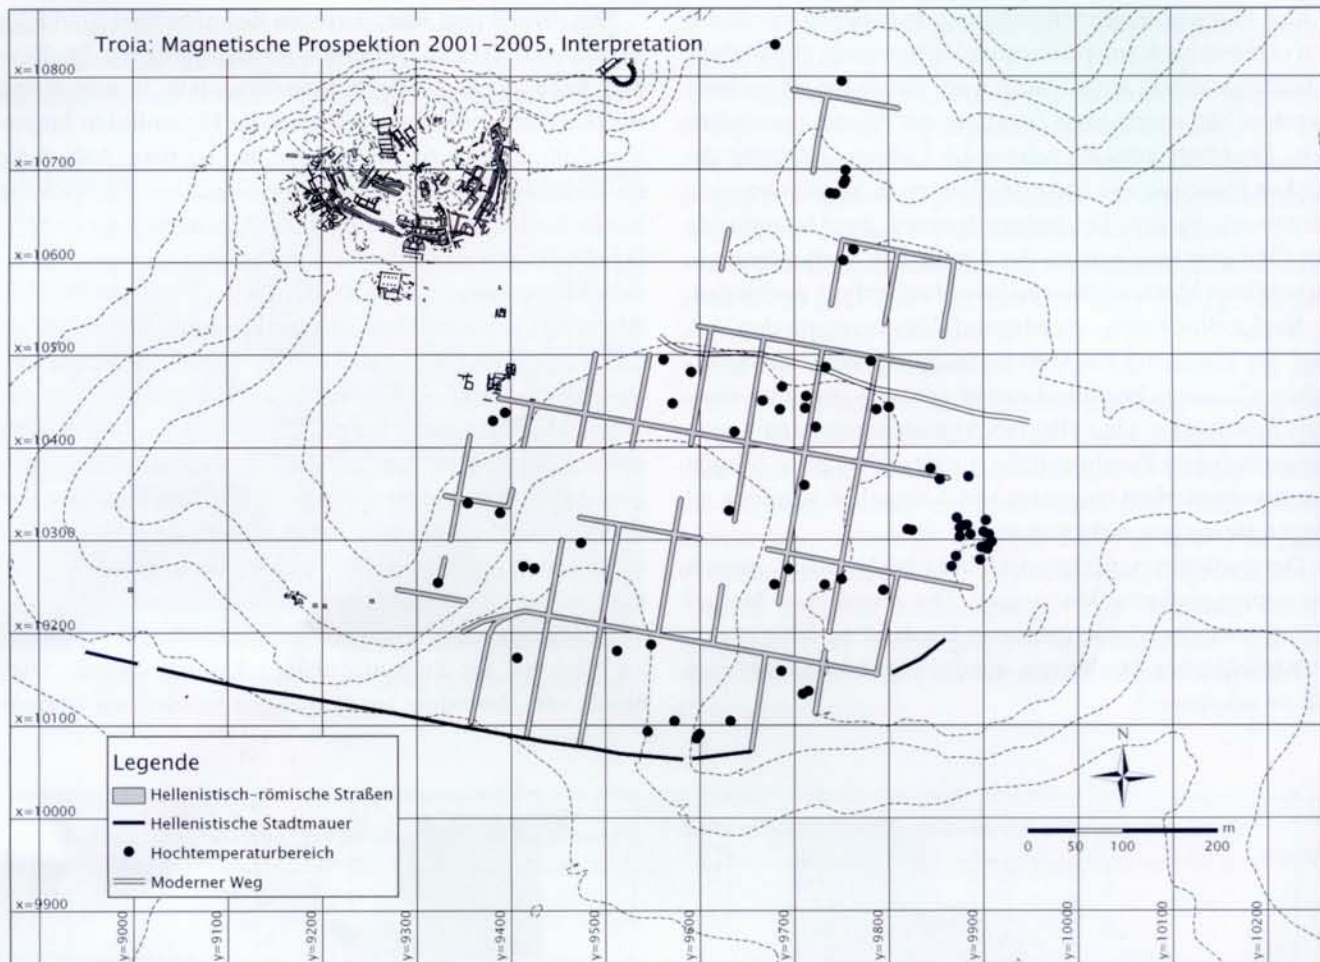 Troia: Magnetische Prospektion 2001–2005, Interpretation
x=10800
x=10700
x=10600
x=10500
x=10400
x=10300
x=10200
x=10100
x=10000
x=9900
Legende
Hellenistisch–römische Straßen
Hellenistische Stadtmauer
Hochtemperaturbereich
Moderner Weg
N
m
0 50 100 200
y=9000
y=9100
y=9200
y=9300
y=9400
y=9500
y=9600
y=9700
y=9800
y=9900
y=10000
y=10100
y=10200